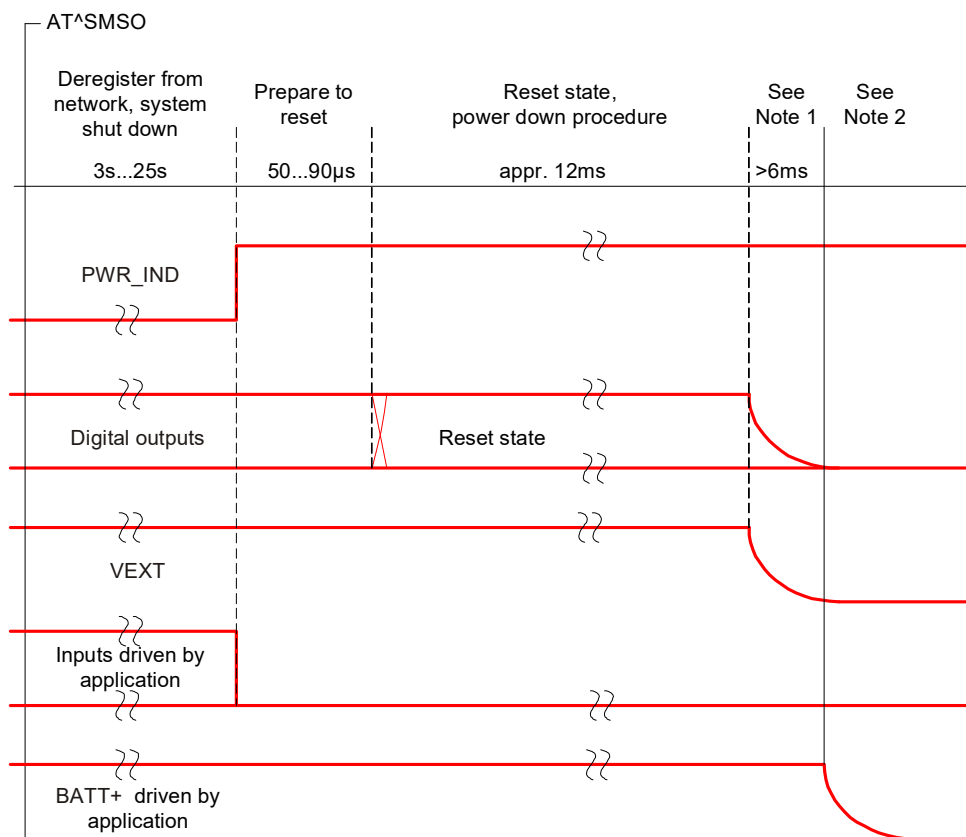 AT^SMSO
Deregister from
network, system
shut down
Prepare to
reset
Reset state,
power down procedure
See
Note 1
See
Note 2
3s...25s
50...90µs
appr. 12ms
>6ms
PWR_IND
Digital outputs
Reset state
VEXT
Inputs driven by
application
BATT+ driven by
application